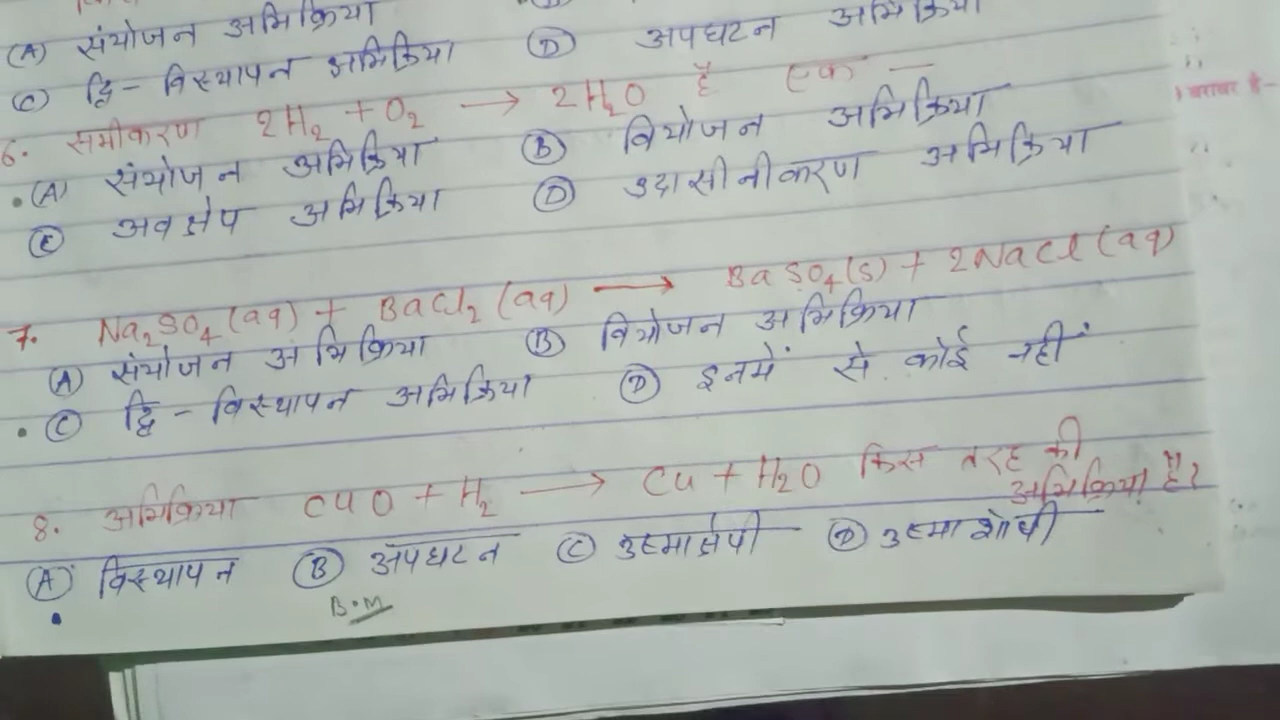 (A) संयोजन अभिक्रिया
(C) द्वि - विस्थापन अभिक्रिया (D) अपघटन अभिक्रिया
6. समीकरण 2H₂ + O₂ → 2H₂O है एक —
(A) संयोजन अभिक्रिया (B) वियोजन अभिक्रिया
(C) अवक्षेप अभिक्रिया (D) उदासीनीकरण अभिक्रिया
7. Na₂SO₄ (aq) + BaCl₂ (aq) → BaSO₄ (s) + 2NaCl (aq)
(A) संयोजन अभिक्रिया (B) वियोजन अभिक्रिया
(C) द्वि - विस्थापन अभिक्रिया (D) इनमें से कोई नहीं
8. अभिक्रिया CuO + H₂ → Cu + H₂O किस तरह की
अभिक्रिया है?
(A) विस्थापन (B) अपघटन (C) उष्माक्षेपी (D) उष्माशोषी
B.M